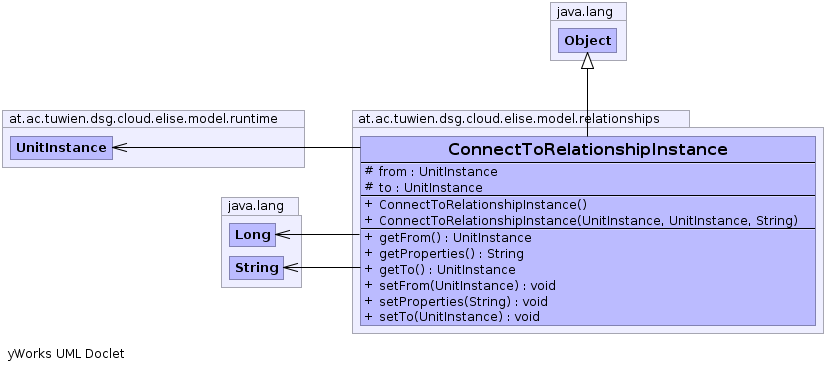 java.lang
Object
at.ac.tuwien.dsg.cloud.elise.model.runtime
UnitInstance
at.ac.tuwien.dsg.cloud.elise.model.relationships
ConnectToRelationshipInstance
# from : UnitInstance
# to : UnitInstance
+ ConnectToRelationshipInstance()
+ ConnectToRelationshipInstance(UnitInstance, UnitInstance, String)
+ getFrom() : UnitInstance
+ getProperties() : String
+ getTo() : UnitInstance
+ setFrom(UnitInstance) : void
+ setProperties(String) : void
+ setTo(UnitInstance) : void
java.lang
Long
String
yWorks UML Doclet